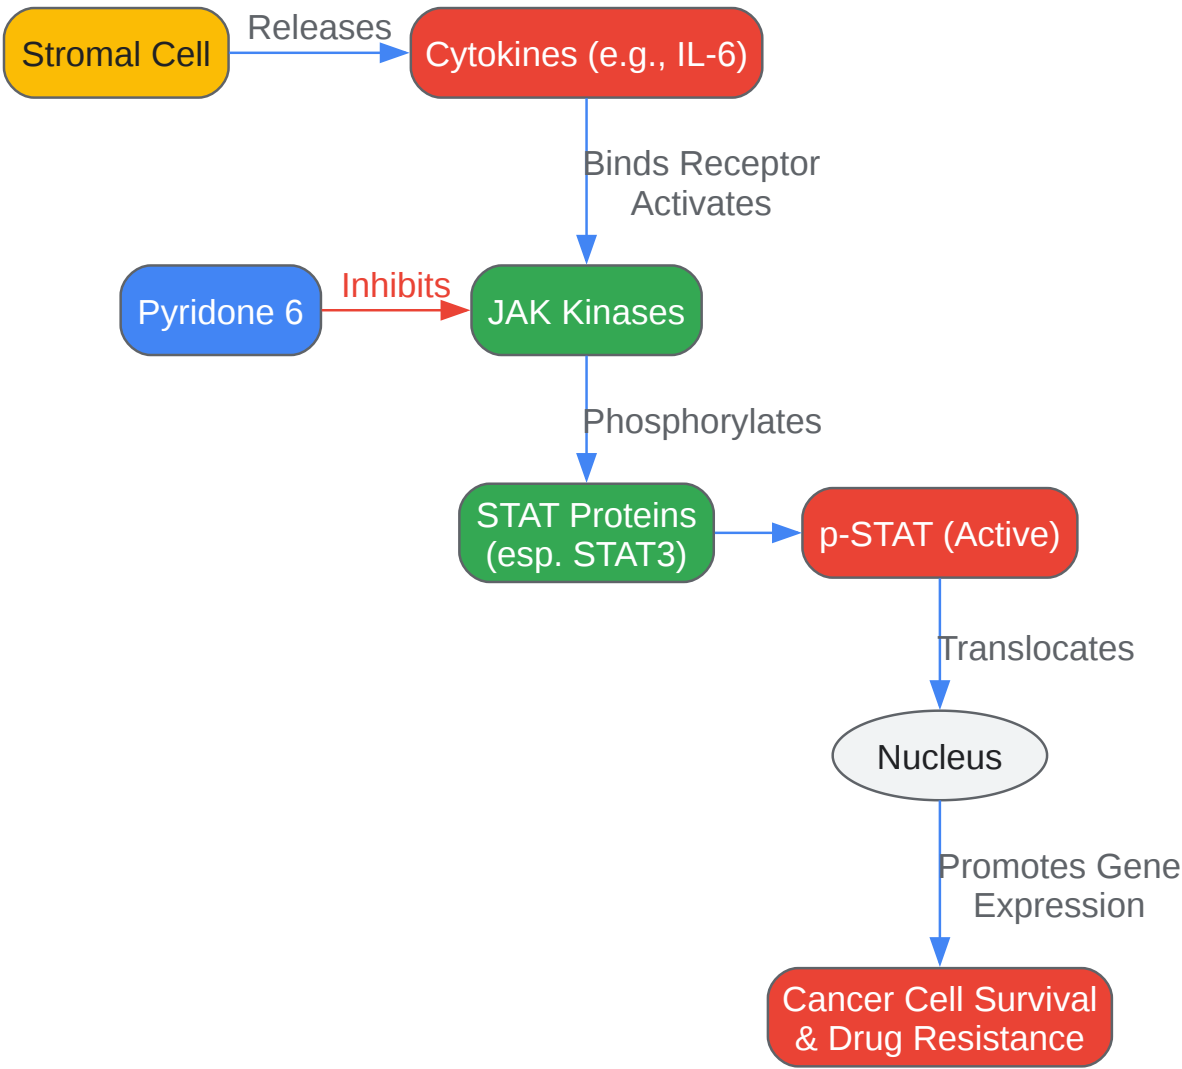 Stromal Cell
Releases
Cytokines (e.g., IL-6)
Binds Receptor
Activates
Pyridone 6
Inhibits
JAK Kinases
Phosphorylates
STAT Proteins
(esp. STAT3)
p-STAT (Active)
Translocates
Nucleus
Promotes Gene
Expression
Cancer Cell Survival
& Drug Resistance